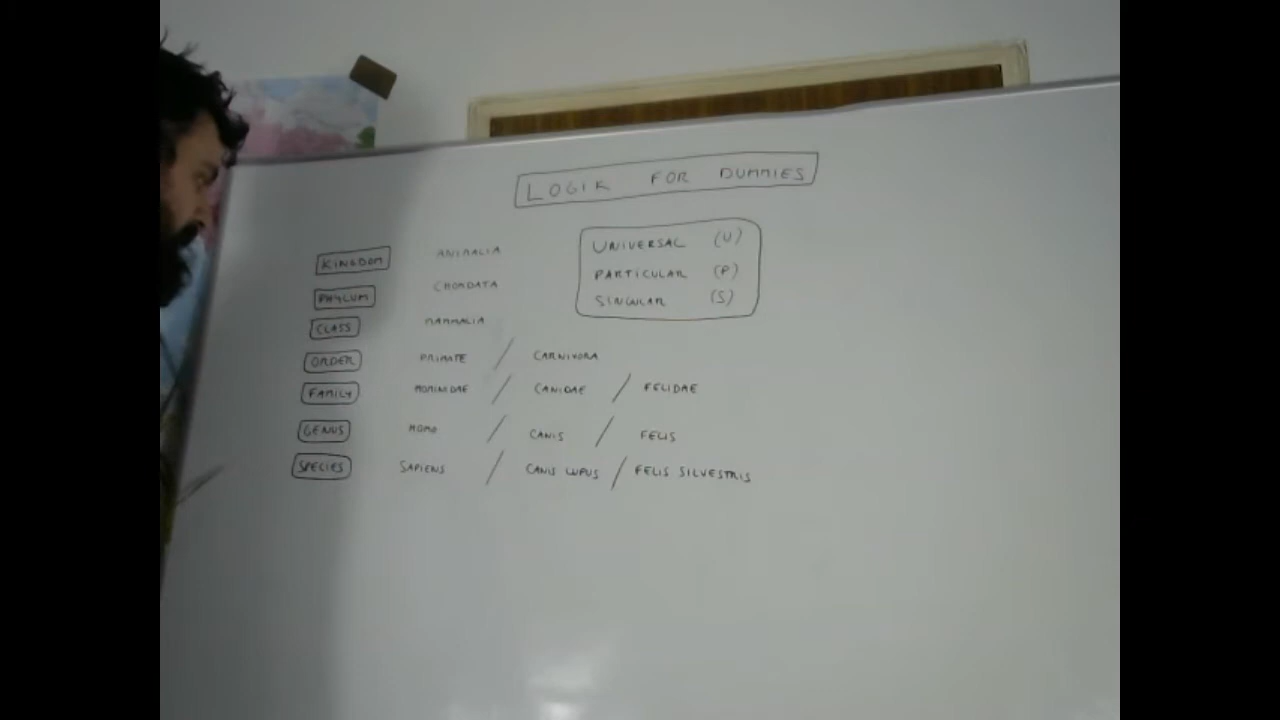 LOGIK FOR DUMMIES
UNIVERSAL (U)
PARTICULAR (P)
SINGULAR (S)
KINGDOM ANIMALIA
PHYLUM CHORDATA
CLASS MAMMALIA
ORDER PRIMATE / CARNIVORA
FAMILY HOMINIDAE / CANIDAE / FELIDAE
GENUS HOMO / CANIS / FELIS
SPECIES SAPIENS / CANIS LUPUS / FELIS SILVESTRIS